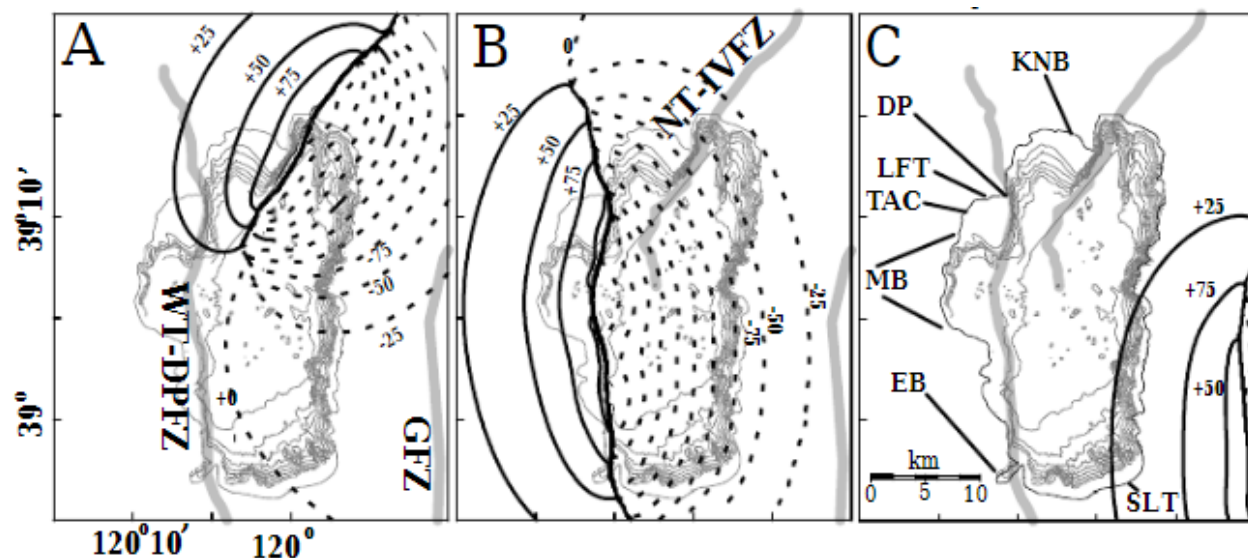 A
+25
+50
+75
-75
-50
-25
+0
WT-DPFZ
GFZ
39° 10'
39°
120° 10'
120°
B
0'
NT-IVFZ
+25
+50
+75
-25
-50
-75
C
KNB
DP
LFT
TAC
MB
EB
+25
+75
+50
km
0 5 10
SLT